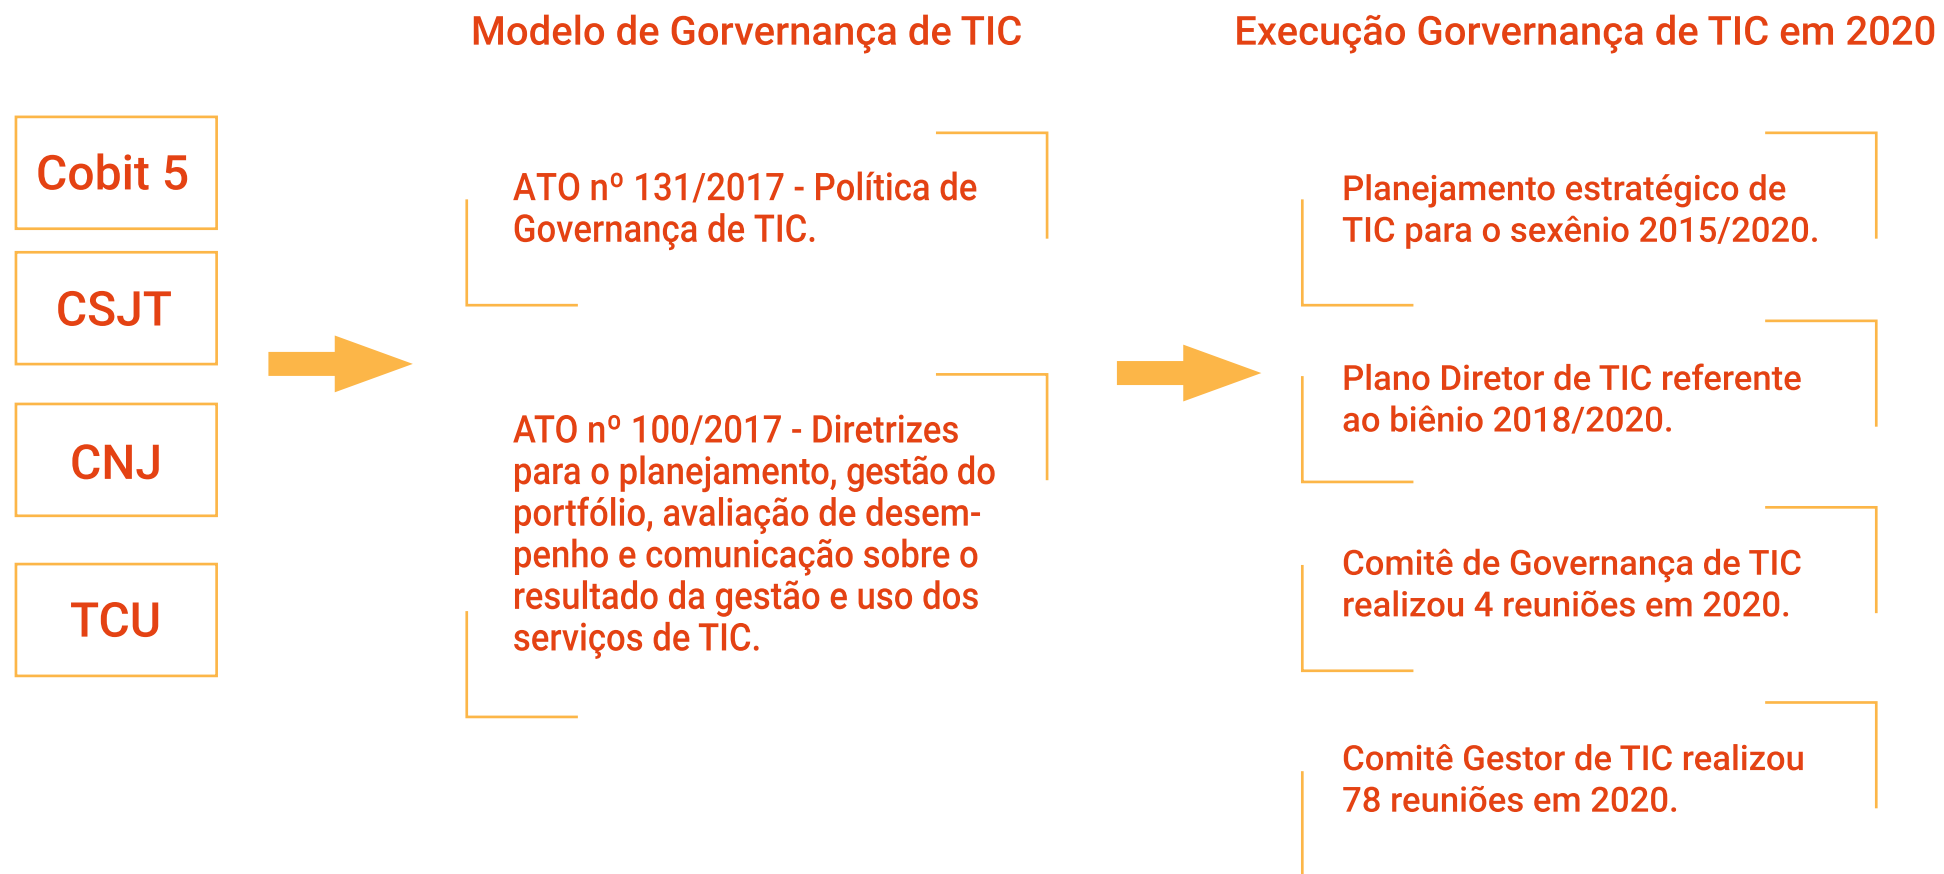 Modelo de Gorvernança de TIC
Execução Gorvernança de TIC em 2020
Cobit 5
CSJT
CNJ
TCU
ATO nº 131/2017 - Política de
Governança de TIC.
ATO nº 100/2017 - Diretrizes
para o planejamento, gestão do
portfólio, avaliação de desem-
penho e comunicação sobre o
resultado da gestão e uso dos
serviços de TIC.
Planejamento estratégico de
TIC para o sexênio 2015/2020.
Plano Diretor de TIC referente
ao biênio 2018/2020.
Comitê de Governança de TIC
realizou 4 reuniões em 2020.
Comitê Gestor de TIC realizou
78 reuniões em 2020.